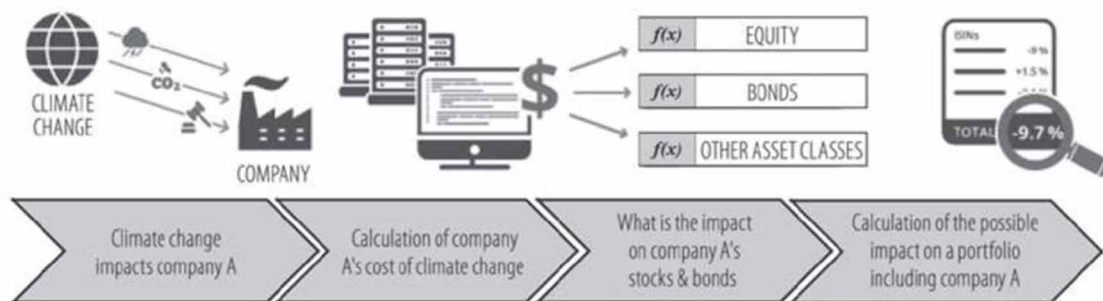 CLIMATE
CHANGE
CO₂
COMPANY
$
f(x) EQUITY
f(x) BONDS
f(x) OTHER ASSET CLASSES
ISINs
-9 %
+1.5 %
TOTAL -9.7 %
Climate change
impacts company A
Calculation of company
A's cost of climate change
What is the impact
on company A's
stocks & bonds
Calculation of the possible
impact on a portfolio
including company A